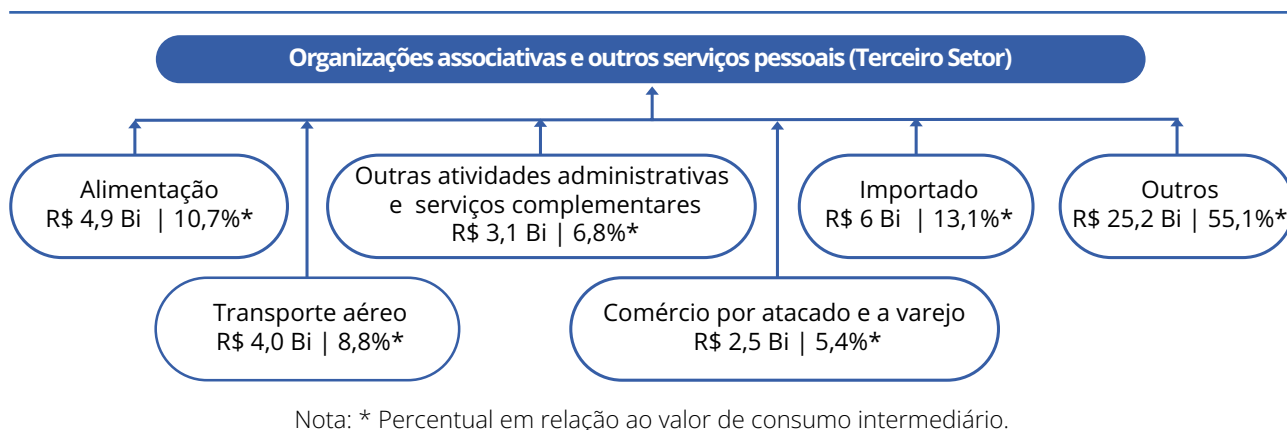 Organizações associativas e outros serviços pessoais (Terceiro Setor)
Alimentação
R$ 4,9 Bi | 10,7%*
Outras atividades administrativas
e serviços complementares
R$ 3,1 Bi | 6,8%*
Importado
R$ 6 Bi | 13,1%*
Outros
R$ 25,2 Bi | 55,1%*
Transporte aéreo
R$ 4,0 Bi | 8,8%*
Comércio por atacado e a varejo
R$ 2,5 Bi | 5,4%*
Nota: * Percentual em relação ao valor de consumo intermediário.